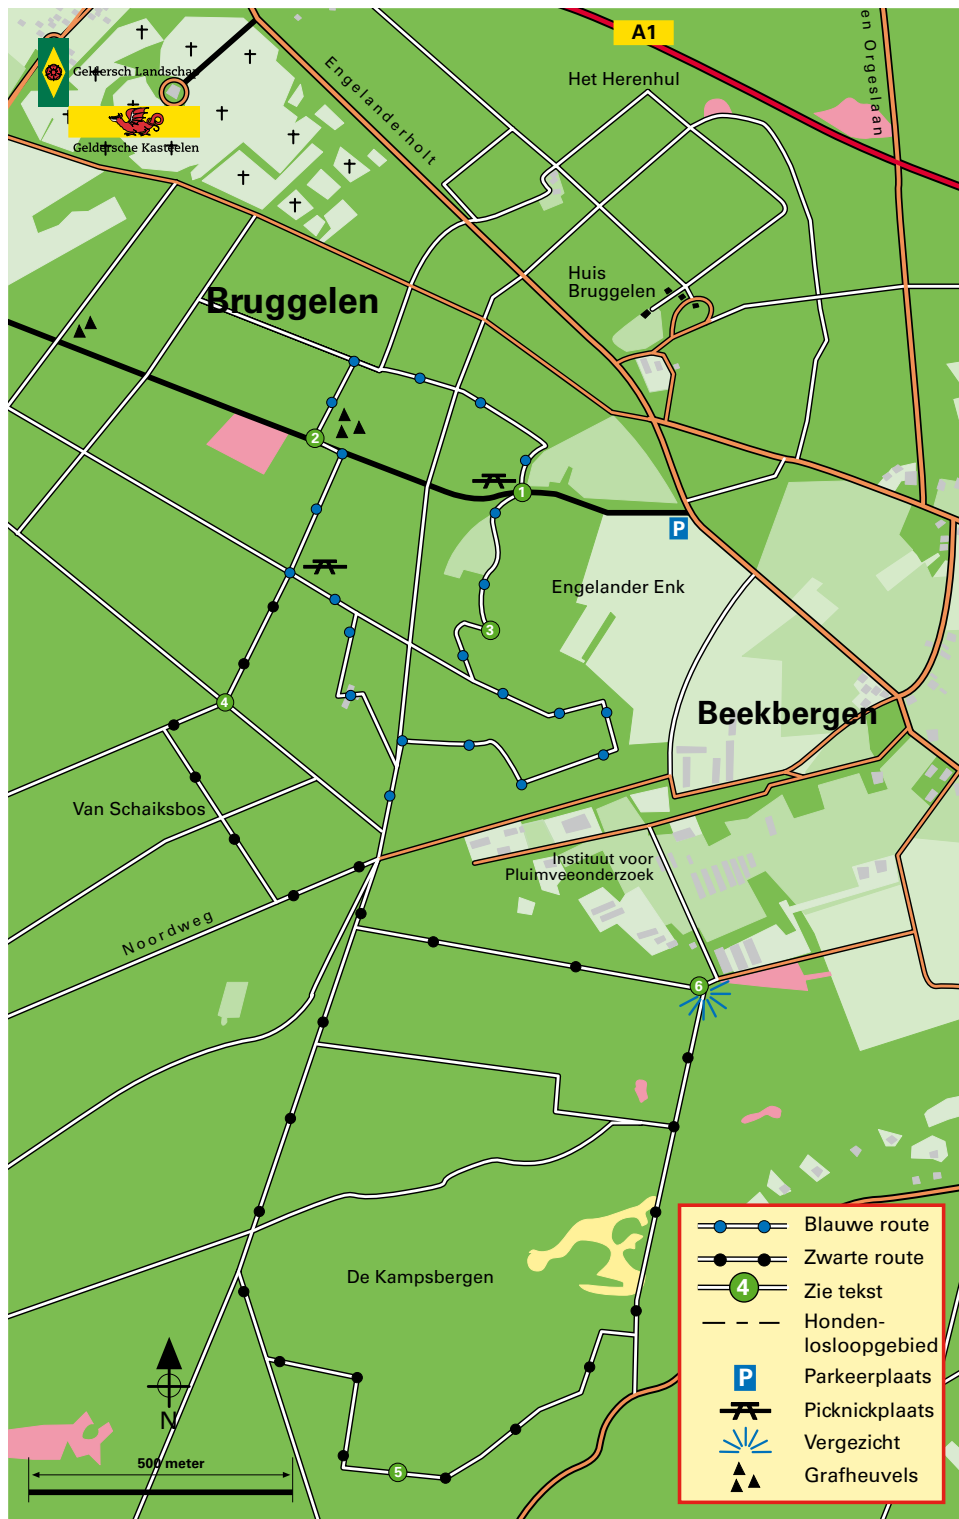 A1
en Orgeslaan
Het Herenhul
Engelanderholt
Geldersch Landschap
Geldersche Kasteelen
Huis
Bruggelen
Bruggelen
2
1
P
Engelander Enk
3
4
Beekbergen
Van Schaiksbos
Instituut voor
Pluimveeonderzoek
Noordweg
6
De Kampsbergen
5
N
500 meter
Blauwe route
Zwarte route
4 Zie tekst
Honden-
losloopgebied
P Parkeerplaats
Picknickplaats
Vergezicht
Grafheuvels